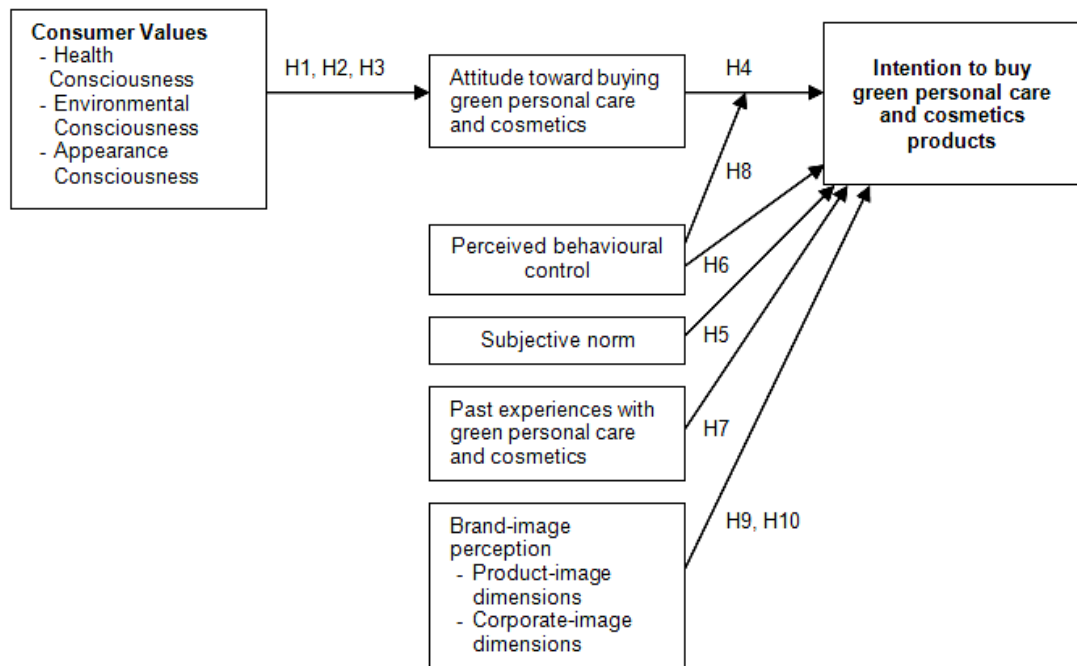 Consumer Values
- Health
Consciousness
- Environmental
Consciousness
- Appearance
Consciousness
H1, H2, H3
Attitude toward buying
green personal care
and cosmetics
H4
Intention to buy
green personal care
and cosmetics
products
H8
Perceived behavioural
control
H6
Subjective norm
H5
Past experiences with
green personal care
and cosmetics
H7
Brand-image
perception
- Product-image
dimensions
- Corporate-image
dimensions
H9, H10